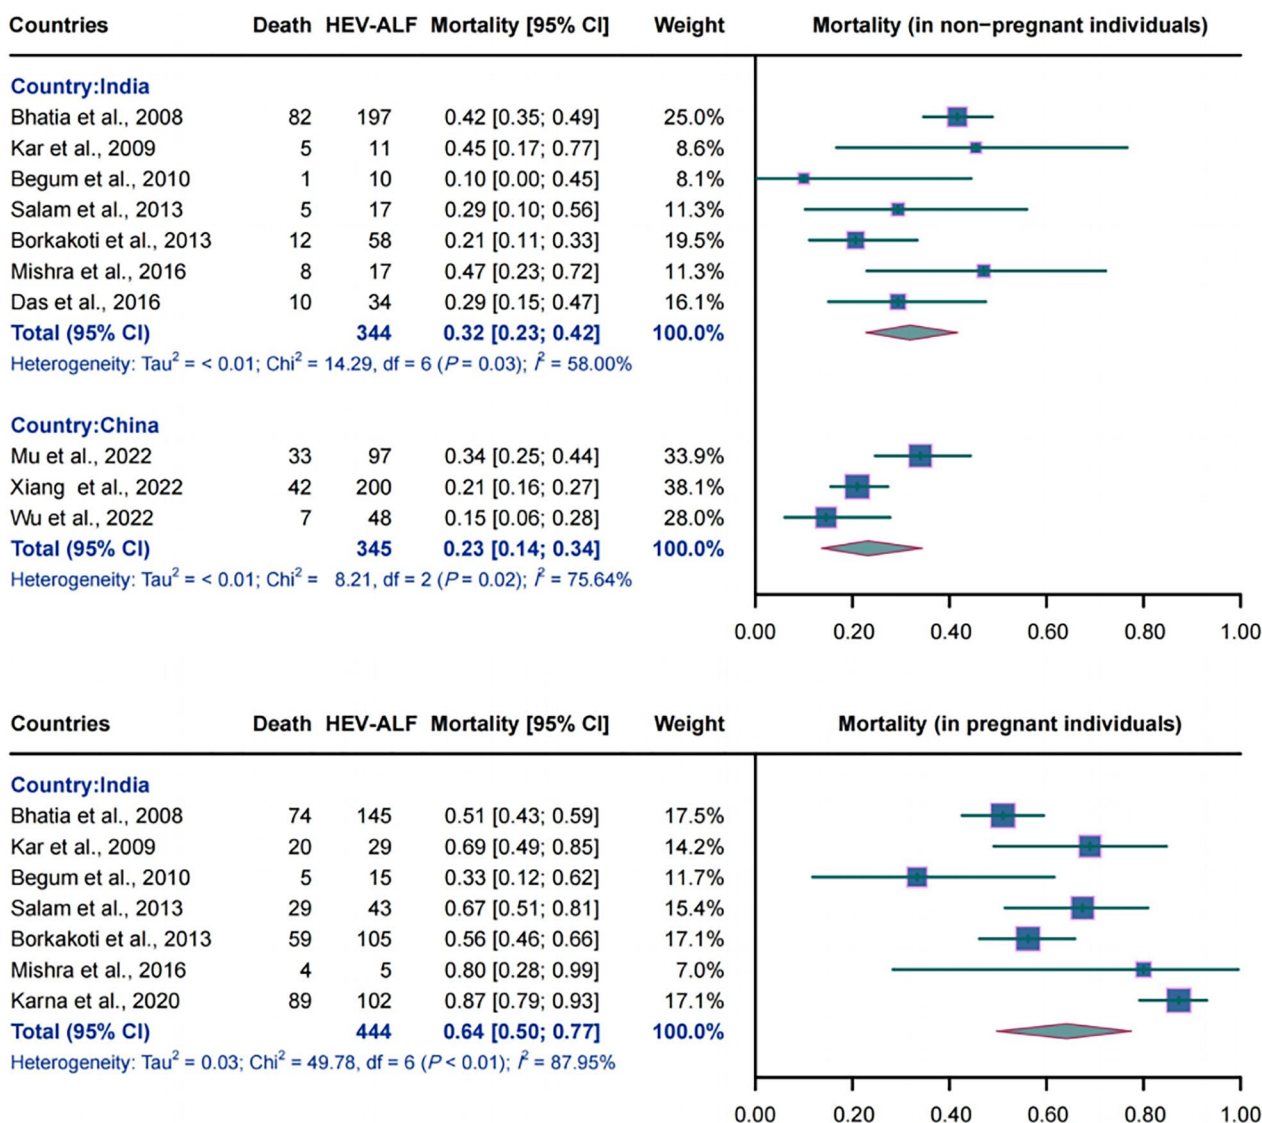 Countries Death HEV-ALF Mortality [95% CI] Weight Mortality (in non−pregnant individuals)
Country:India
Bhatia et al., 2008 82 197 0.42 [0.35; 0.49] 25.0%
Kar et al., 2009 5 11 0.45 [0.17; 0.77] 8.6%
Begum et al., 2010 1 10 0.10 [0.00; 0.45] 8.1%
Salam et al., 2013 5 17 0.29 [0.10; 0.56] 11.3%
Borkakoti et al., 2013 12 58 0.21 [0.11; 0.33] 19.5%
Mishra et al., 2016 8 17 0.47 [0.23; 0.72] 11.3%
Das et al., 2016 10 34 0.29 [0.15; 0.47] 16.1%
Total (95% CI) 344 0.32 [0.23; 0.42] 100.0%
Heterogeneity: Tau² = < 0.01; Chi² = 14.29, df = 6 (P = 0.03); I² = 58.00%
Country:China
Mu et al., 2022 33 97 0.34 [0.25; 0.44] 33.9%
Xiang et al., 2022 42 200 0.21 [0.16; 0.27] 38.1%
Wu et al., 2022 7 48 0.15 [0.06; 0.28] 28.0%
Total (95% CI) 345 0.23 [0.14; 0.34] 100.0%
Heterogeneity: Tau² = < 0.01; Chi² = 8.21, df = 2 (P = 0.02); I² = 75.64%
0.00 0.20 0.40 0.60 0.80 1.00
Countries Death HEV-ALF Mortality [95% CI] Weight Mortality (in pregnant individuals)
Country:India
Bhatia et al., 2008 74 145 0.51 [0.43; 0.59] 17.5%
Kar et al., 2009 20 29 0.69 [0.49; 0.85] 14.2%
Begum et al., 2010 5 15 0.33 [0.12; 0.62] 11.7%
Salam et al., 2013 29 43 0.67 [0.51; 0.81] 15.4%
Borkakoti et al., 2013 59 105 0.56 [0.46; 0.66] 17.1%
Mishra et al., 2016 4 5 0.80 [0.28; 0.99] 7.0%
Karna et al., 2020 89 102 0.87 [0.79; 0.93] 17.1%
Total (95% CI) 444 0.64 [0.50; 0.77] 100.0%
Heterogeneity: Tau² = 0.03; Chi² = 49.78, df = 6 (P < 0.01); I² = 87.95%
0.00 0.20 0.40 0.60 0.80 1.00